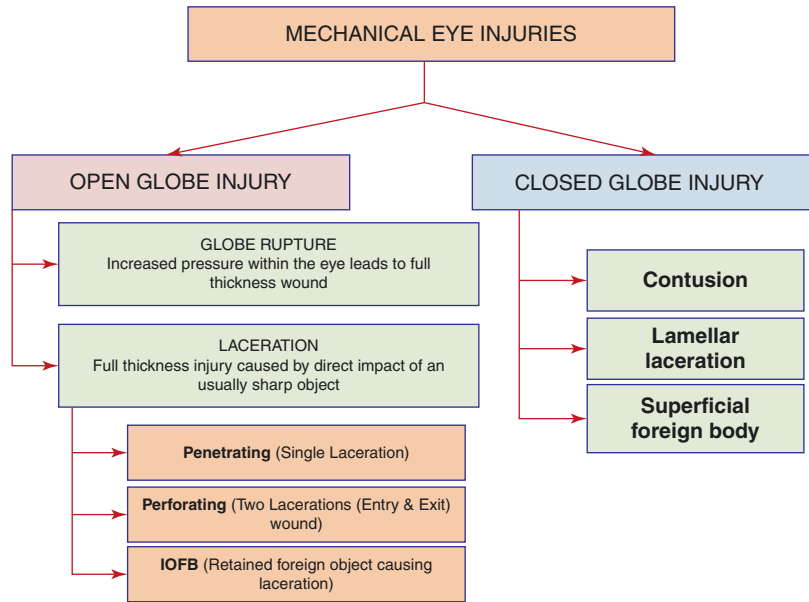 MECHANICAL EYE INJURIES
OPEN GLOBE INJURY
GLOBE RUPTURE
Increased pressure within the eye leads to full
thickness wound
LACERATION
Full thickness injury caused by direct impact of an
usually sharp object
Penetrating (Single Laceration)
Perforating (Two Lacerations (Entry & Exit)
wound)
IOFB (Retained foreign object causing
laceration)
CLOSED GLOBE INJURY
Contusion
Lamellar
laceration
Superficial
foreign body